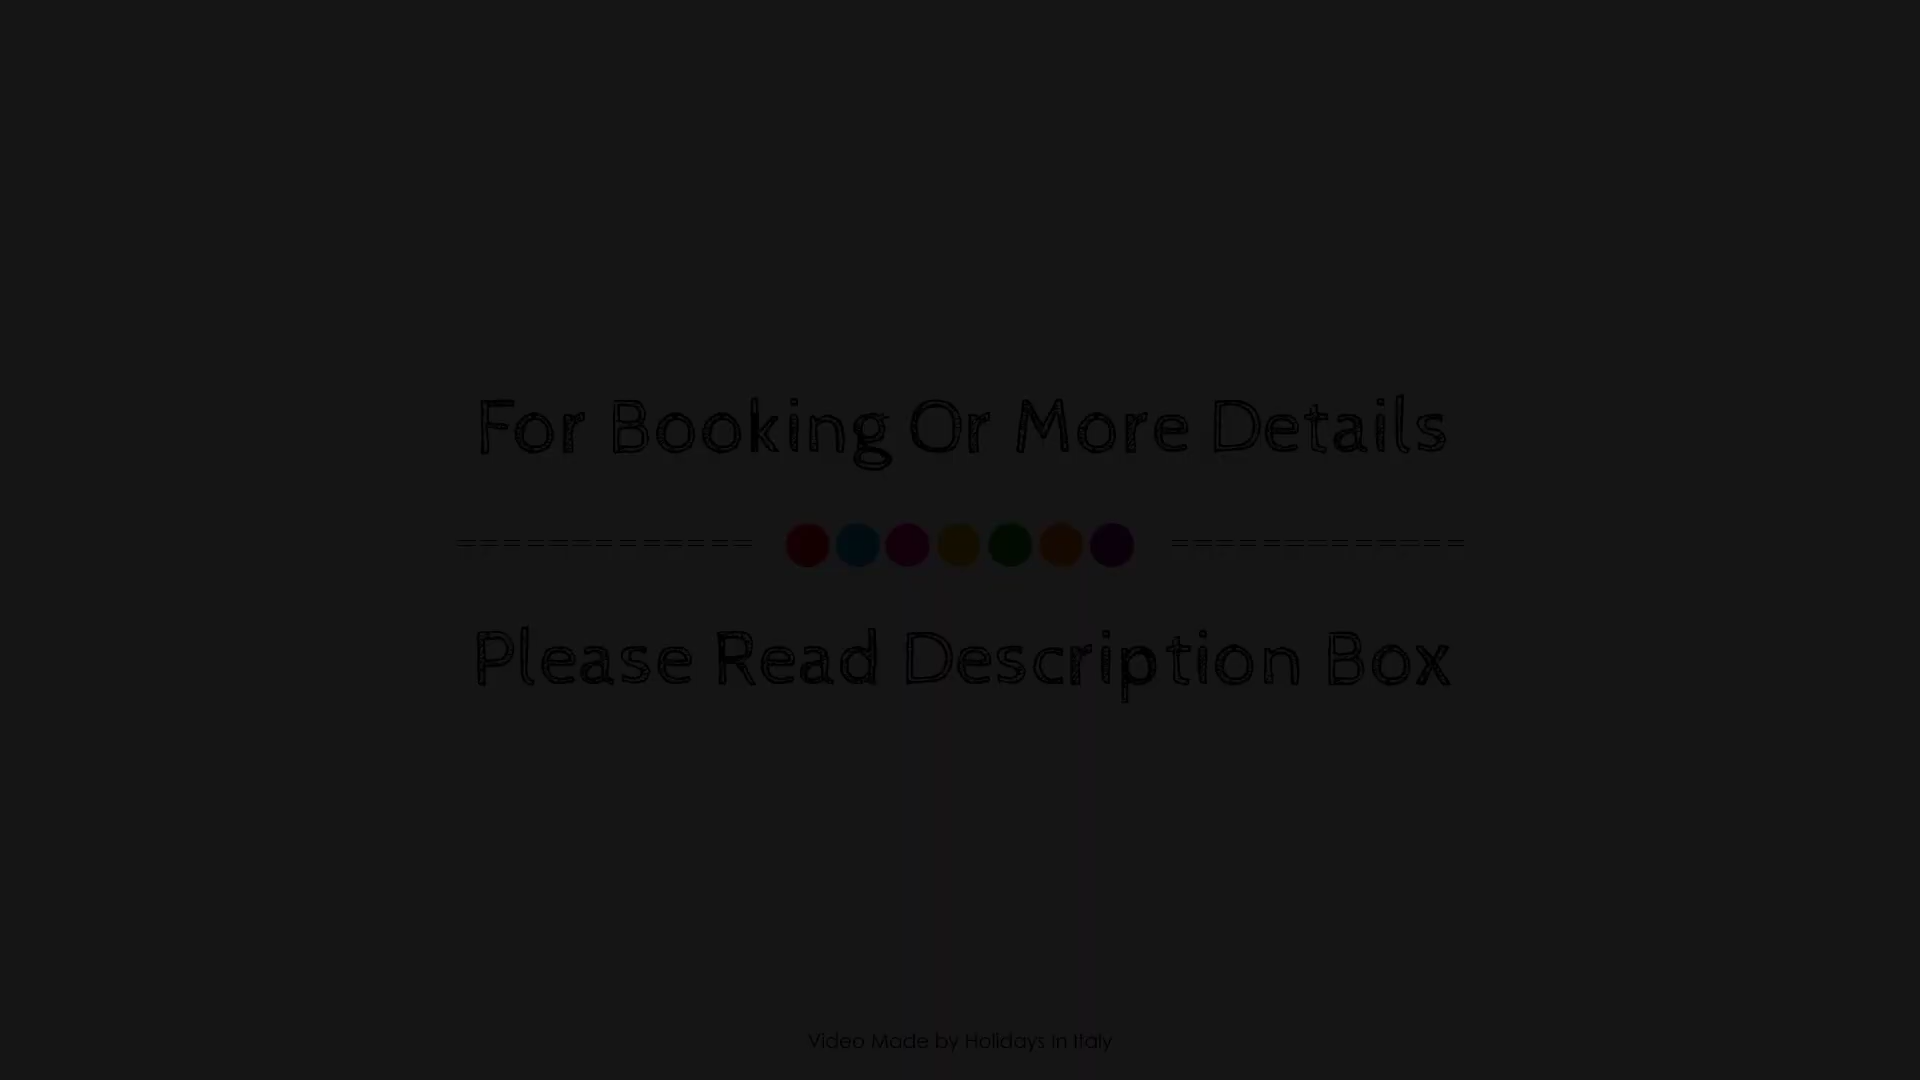 For Booking Or More Details
============= =============
Please Read Description Box
Video Made by Holidays In Italy